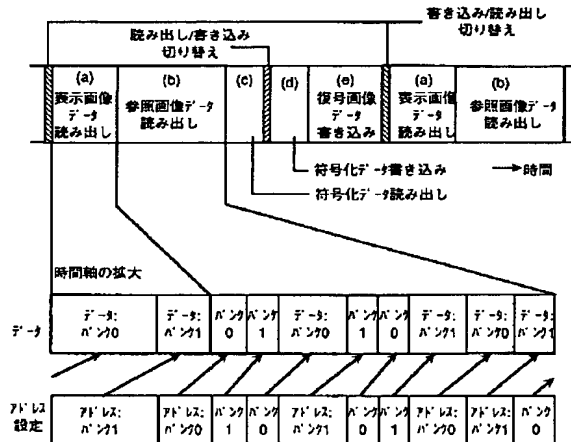 書き込み/読み出し
切り替え
読み出し/書き込み
切り替え
(a)
表示画像
データ
読み出し
(b)
参照画像データ
読み出し
(c)
(d)
(e)
復号画像
データ
書き込み
(a)
表示画像
データ
読み出し
(b)
参照画像データ
読み出し
符号化データ書き込み
→時間
符号化データ読み出し
時間軸の拡大
データ
データ:
バンク0
データ:
バンク1
バンク
0
バンク
1
データ:
バンク0
バンク
1
バンク
0
データ:
バンク1
データ:
バンク0
データ:
バンク1
アドレス
設定
アドレス:
バンク1
アドレス:
バンク0
バンク
1
バンク
0
アドレス:
バンク1
バンク
0
バンク
1
アドレス:
バンク0
アドレス:
バンク1
バンク
0